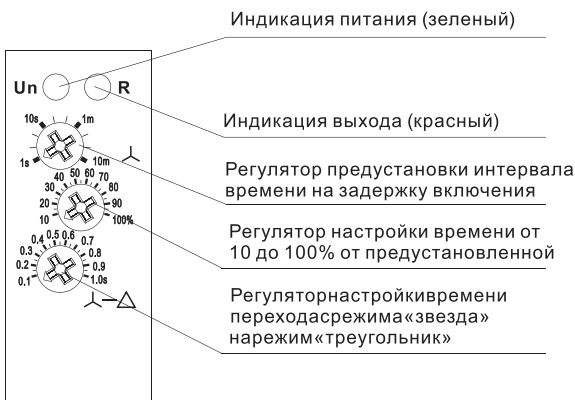 Индикация питания (зеленый)
Un R
Индикация выхода (красный)
10s 1m
1s 10m
Регулятор предустановки интервала
времени на задержку включения
10 20 30 40 50 60 70 80 90 100%
Регулятор настройки времени от
10 до 100% от предустановленной
0.1 0.2 0.3 0.4 0.5 0.6 0.7 0.8 0.9 1.0s
Регуляторнастройкивремени
переходасрежима«звезда»
нарежим«треугольник»